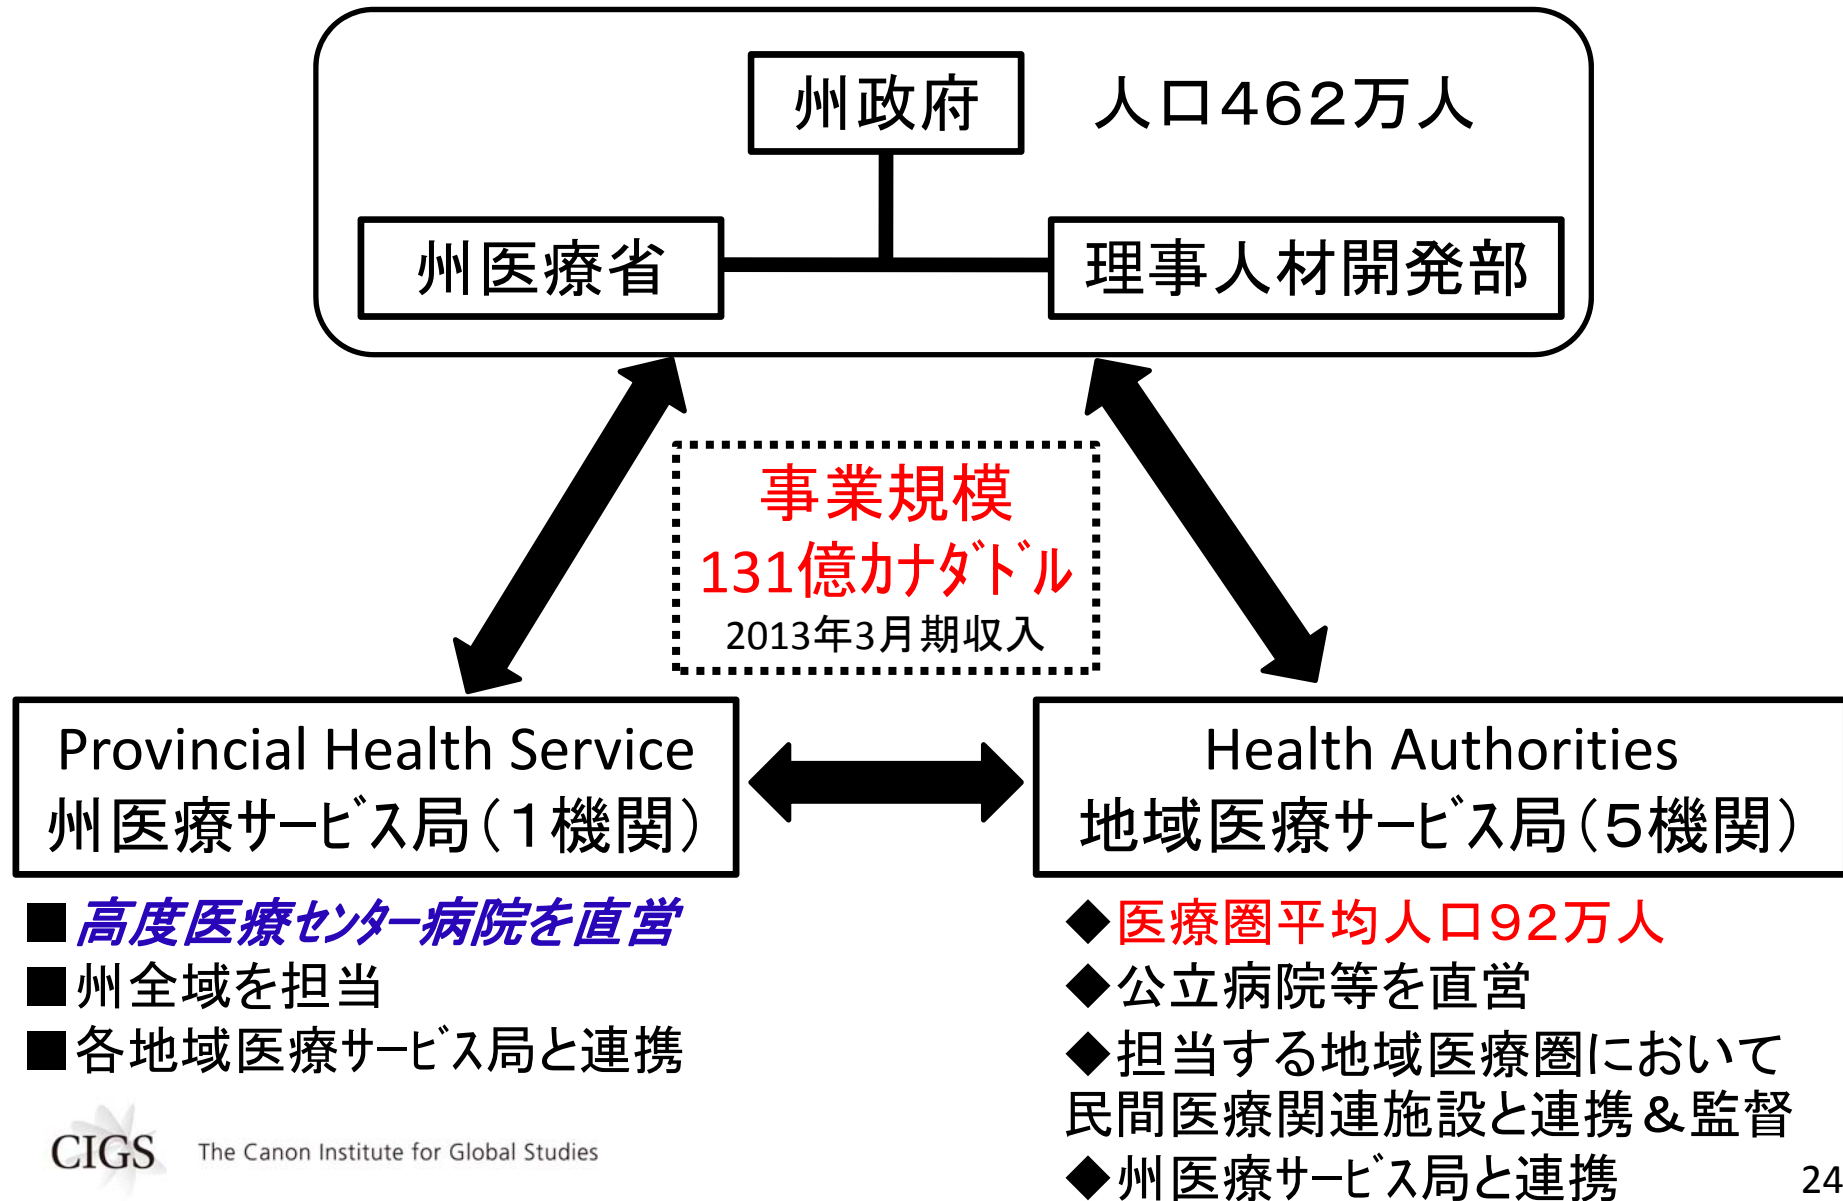 州政府
人口462万人
州医療省
理事人材開発部
事業規模
131億カナダドル
2013年3月期収入
Provincial Health Service
州医療サービス局(1機関)
Health Authorities
地域医療サービス局(5機関)
■高度医療センター病院を直営
■州全域を担当
■各地域医療サービス局と連携
◆医療圏平均人口92万人
◆公立病院等を直営
◆担当する地域医療圏において
民間医療関連施設と連携&監督
◆州医療サービス局と連携
CIGS The Canon Institute for Global Studies
24